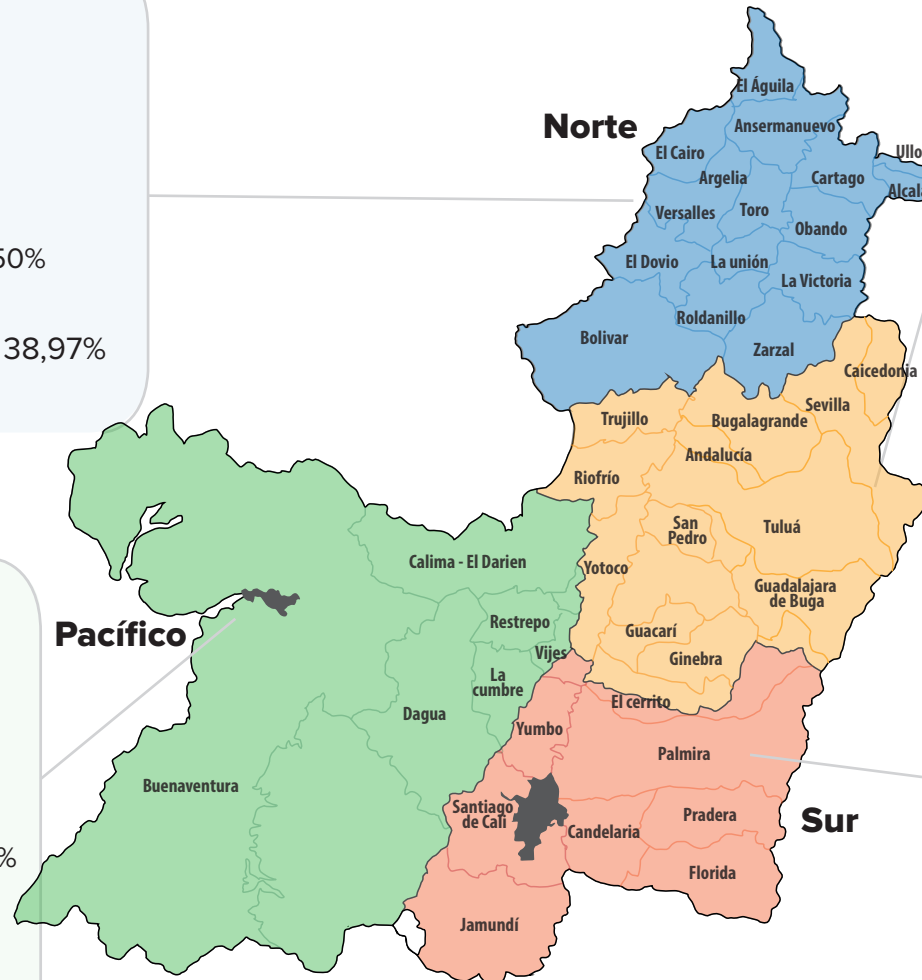 El Águila
Norte
Ansermanuevo
El Cairo
Argelia
Cartago
Versalles
Toro
Obando
50%
El Dovio
La unión
La Victoria
Roldanillo
Bolivar
38,97%
Zarzal
Caicedonia
Sevilla
Trujillo
Bugalagrande
Andalucía
Riofrío
San
Pedro
Tuluá
Calima - El Darien
Yotoco
Guadalajara
de Buga
Restrepo
Pacífico
Guacarí
Vijes
Ginebra
La
cumbre
El cerrito
Dagua
Yumbo
Palmira
Buenaventura
Santiago
de Cali
Pradera
Sur
Candelaria
%
Florida
Jamundí